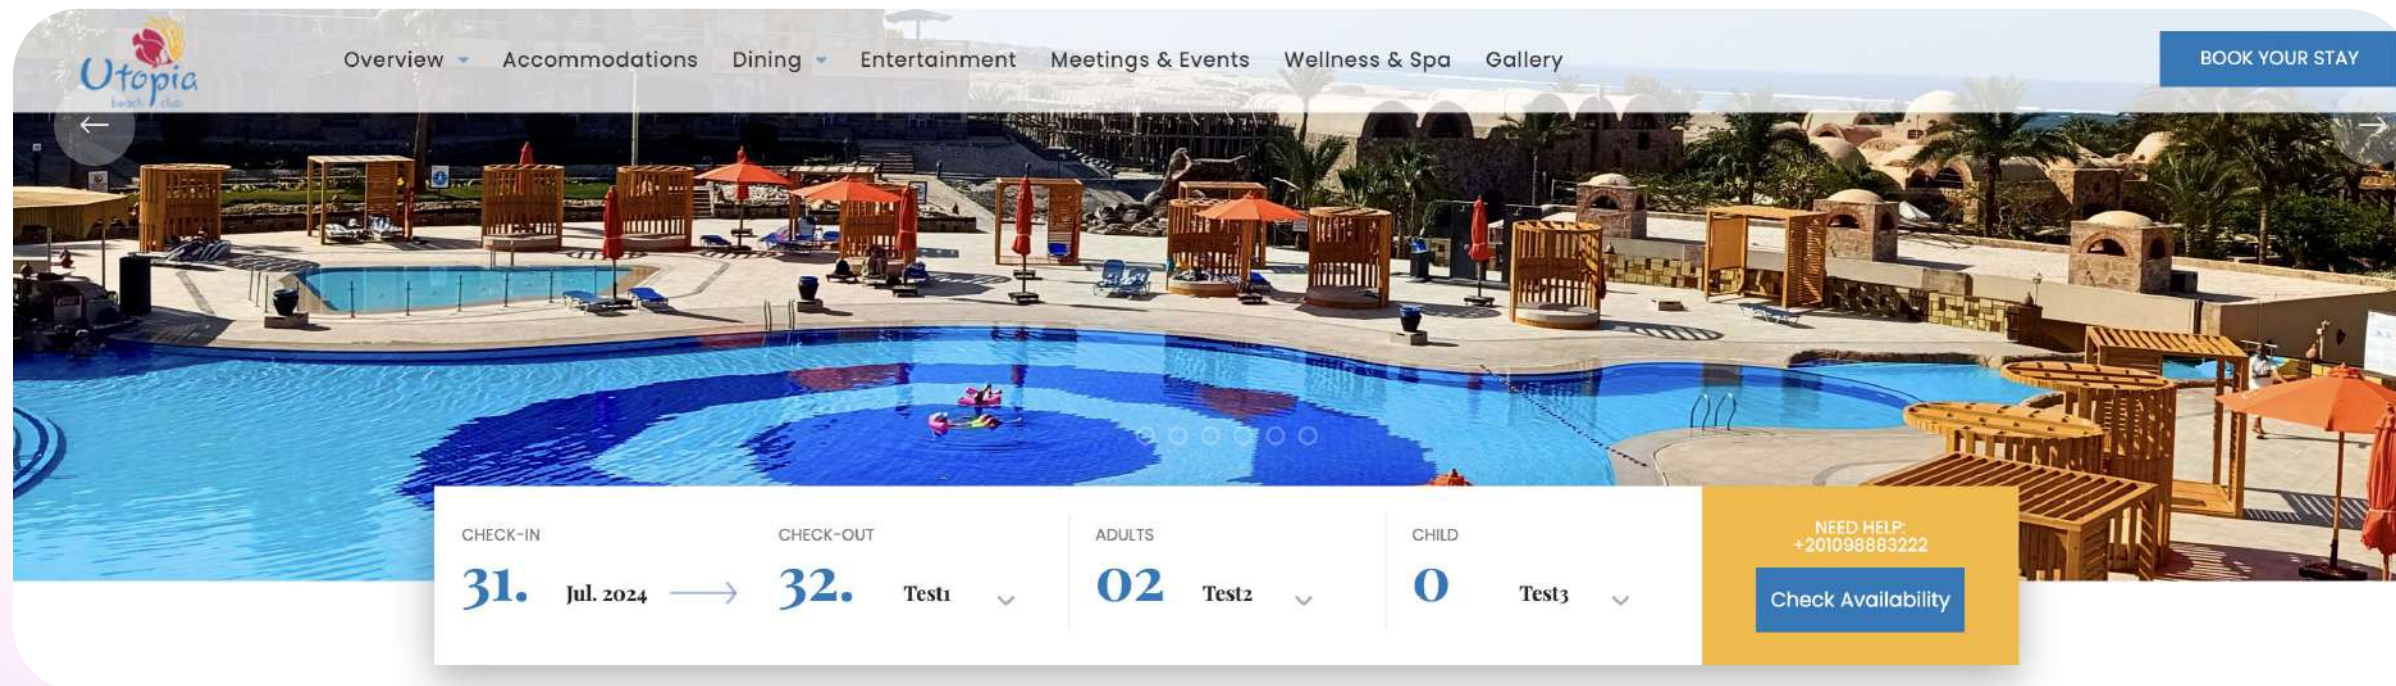 Utopia
beach club
Overview Accommodations Dining Entertainment Meetings & Events Wellness & Spa Gallery
BOOK YOUR STAY
CHECK-IN
31. Jul. 2024
CHECK-OUT
32. Test1
ADULTS
02 Test2
CHILD
0 Test3
NEED HELP:
+201098883222
Check Availability